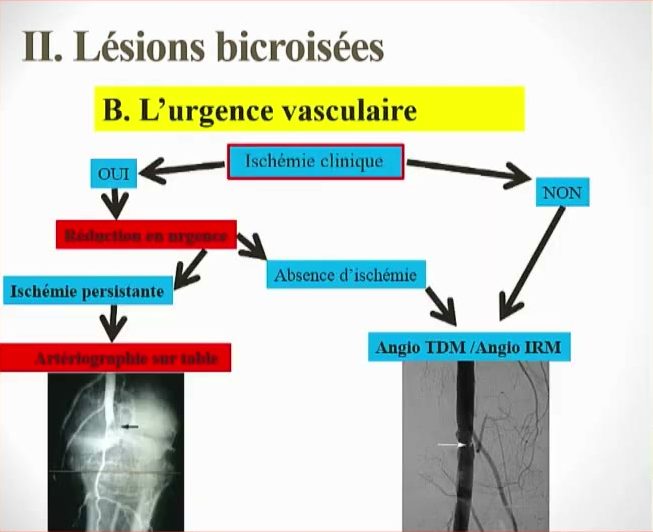 II. Lésions bicroisées
B. L’urgence vasculaire
Ischémie clinique
OUI
NON
Réduction en urgence
Absence d’ischémie
Ischémie persistante
Angio TDM /Angio IRM
Artériographie sur table